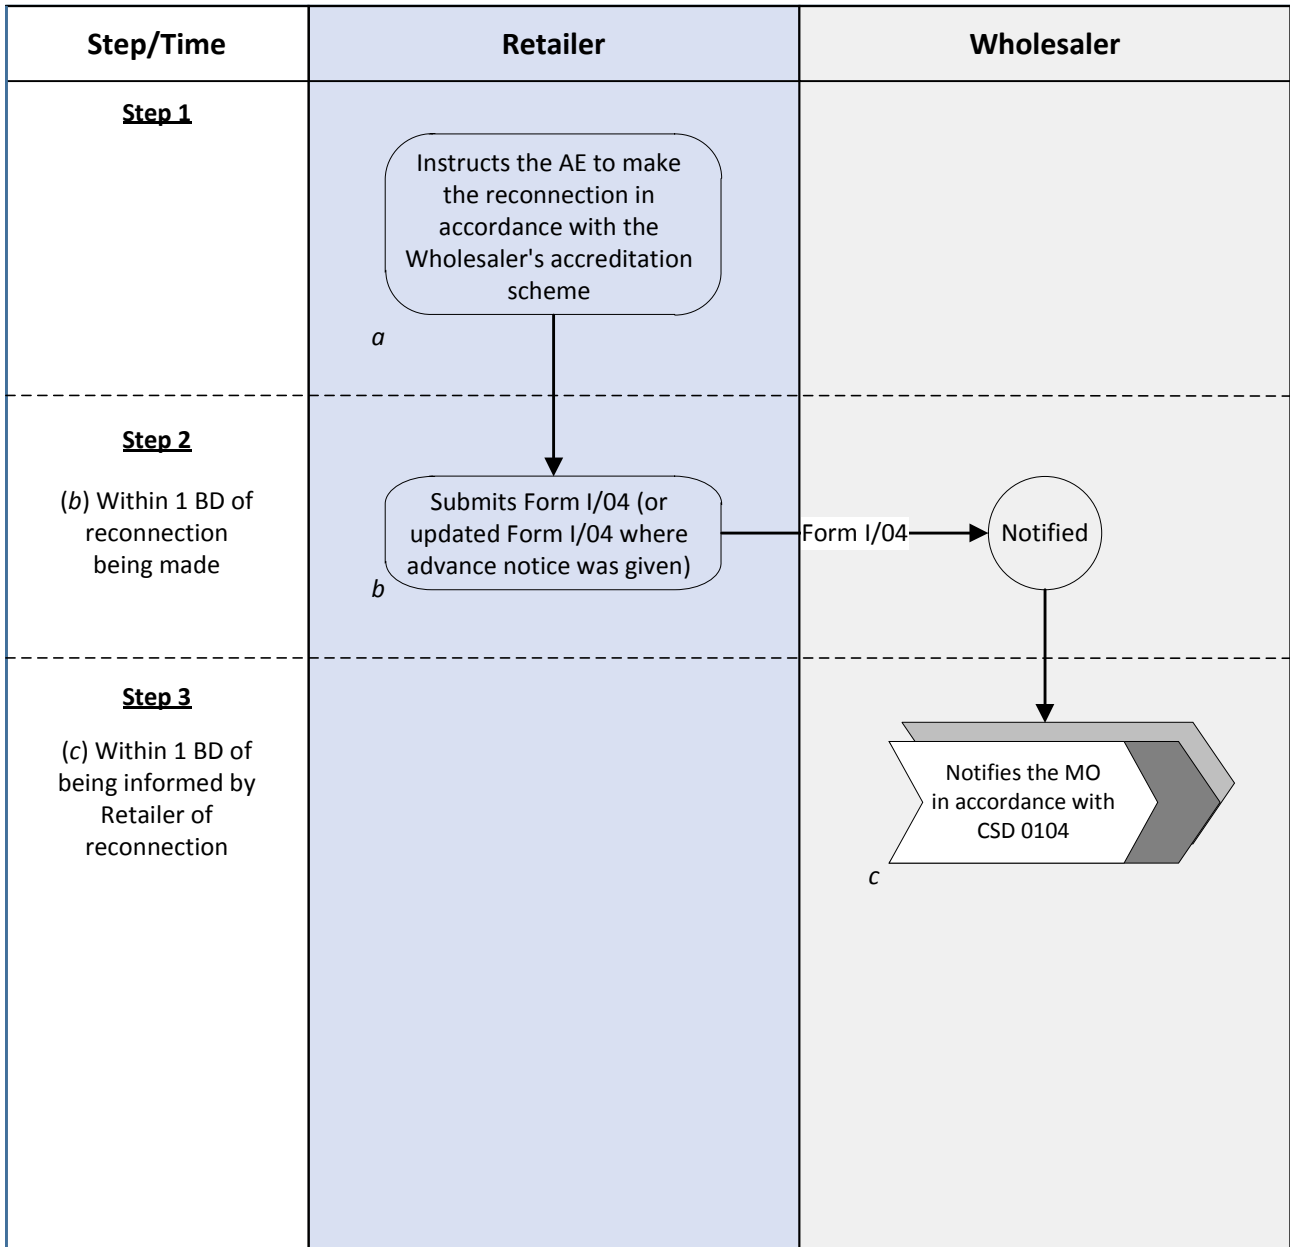 Step/Time
Retailer
Wholesaler
Step 1
Instructs the AE to make
the reconnection in
accordance with the
Wholesaler's accreditation
scheme
a
Step 2
(b) Within 1 BD of
reconnection
being made
Submits Form I/04 (or
updated Form I/04 where
advance notice was given)
b
Form I/04
Notified
Step 3
(c) Within 1 BD of
being informed by
Retailer of
reconnection
Notifies the MO
in accordance with
CSD 0104
c